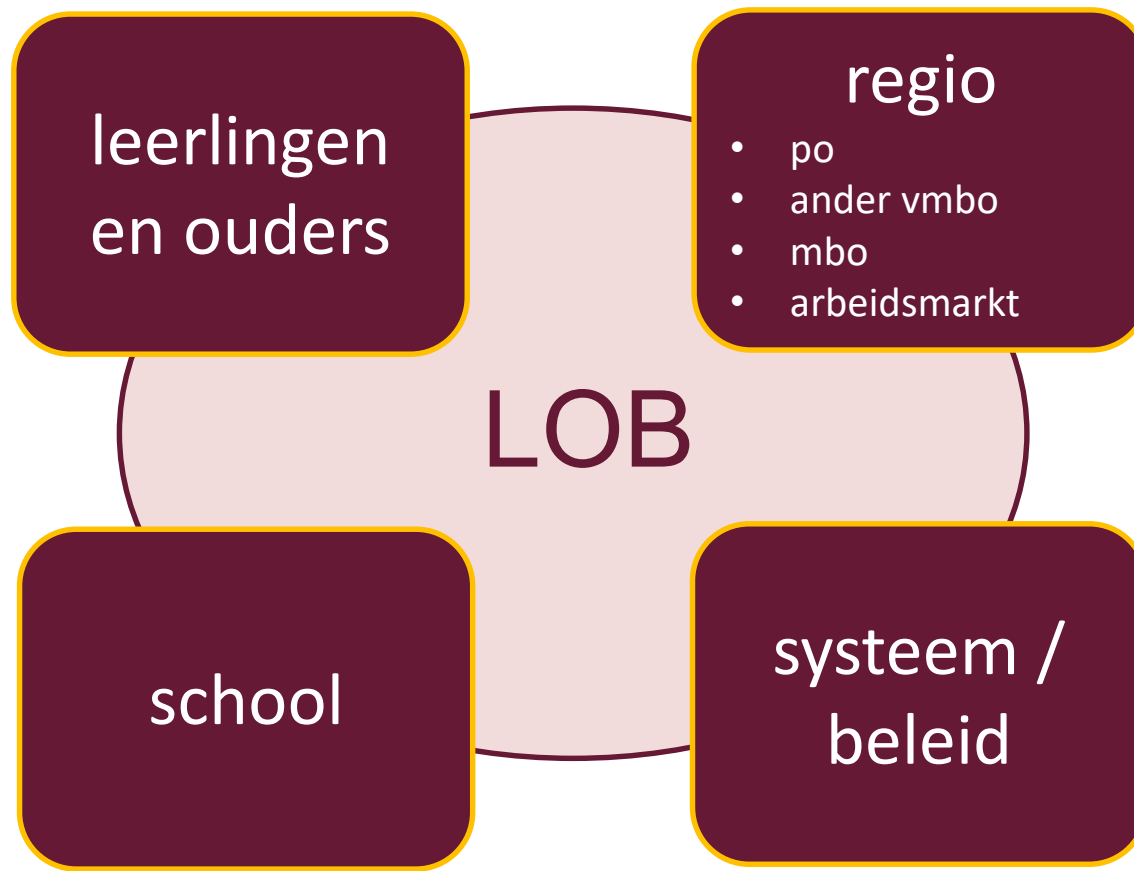 leerlingen
en ouders
regio
• po
• ander vmbo
• mbo
• arbeidsmarkt
LOB
school
systeem /
beleid